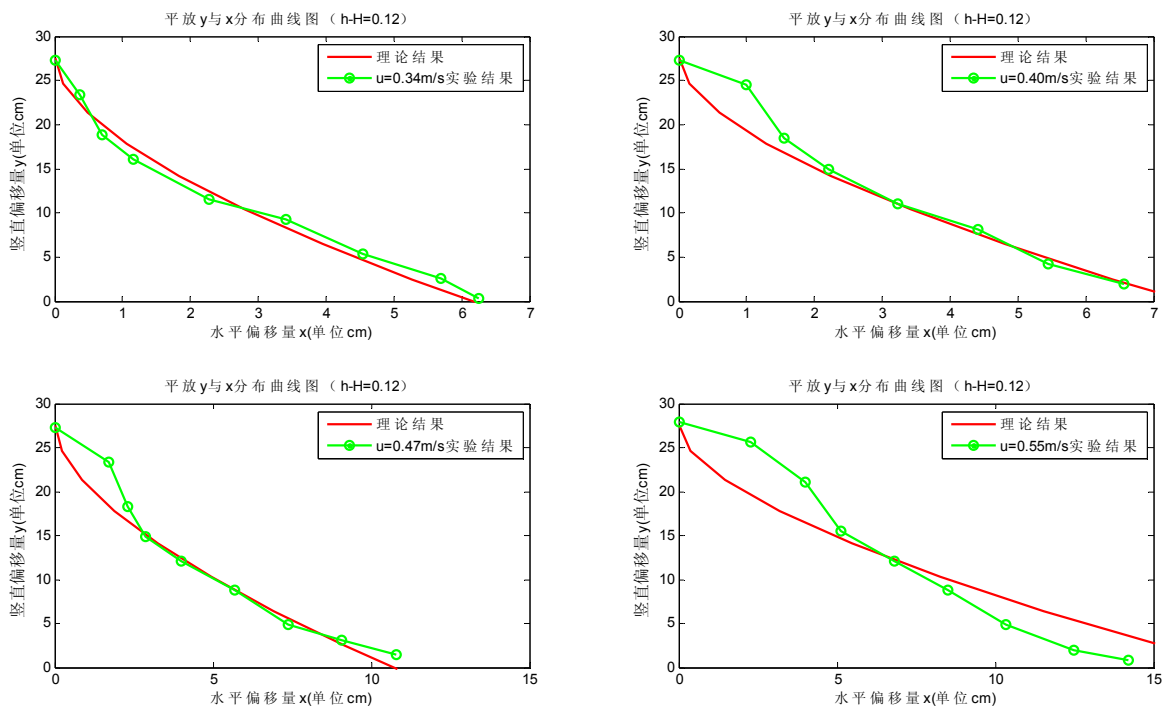 平放y与x分布曲线图（h-H=0.12）
竖直偏移量y(单位cm)
30
25
20
15
10
5
0
理论结果
u=0.34m/s实验结果
0 1 2 3 4 5 6 7
水平偏移量x(单位cm)
平放y与x分布曲线图（h-H=0.12）
竖直偏移量y(单位cm)
30
25
20
15
10
5
0
理论结果
u=0.40m/s实验结果
0 1 2 3 4 5 6 7
水平偏移量x(单位cm)
平放y与x分布曲线图（h-H=0.12）
竖直偏移量y(单位cm)
30
25
20
15
10
5
0
理论结果
u=0.47m/s实验结果
0 5 10 15
水平偏移量x(单位cm)
平放y与x分布曲线图（h-H=0.12）
竖直偏移量y(单位cm)
30
25
20
15
10
5
0
理论结果
u=0.55m/s实验结果
0 5 10 15
水平偏移量x(单位cm)